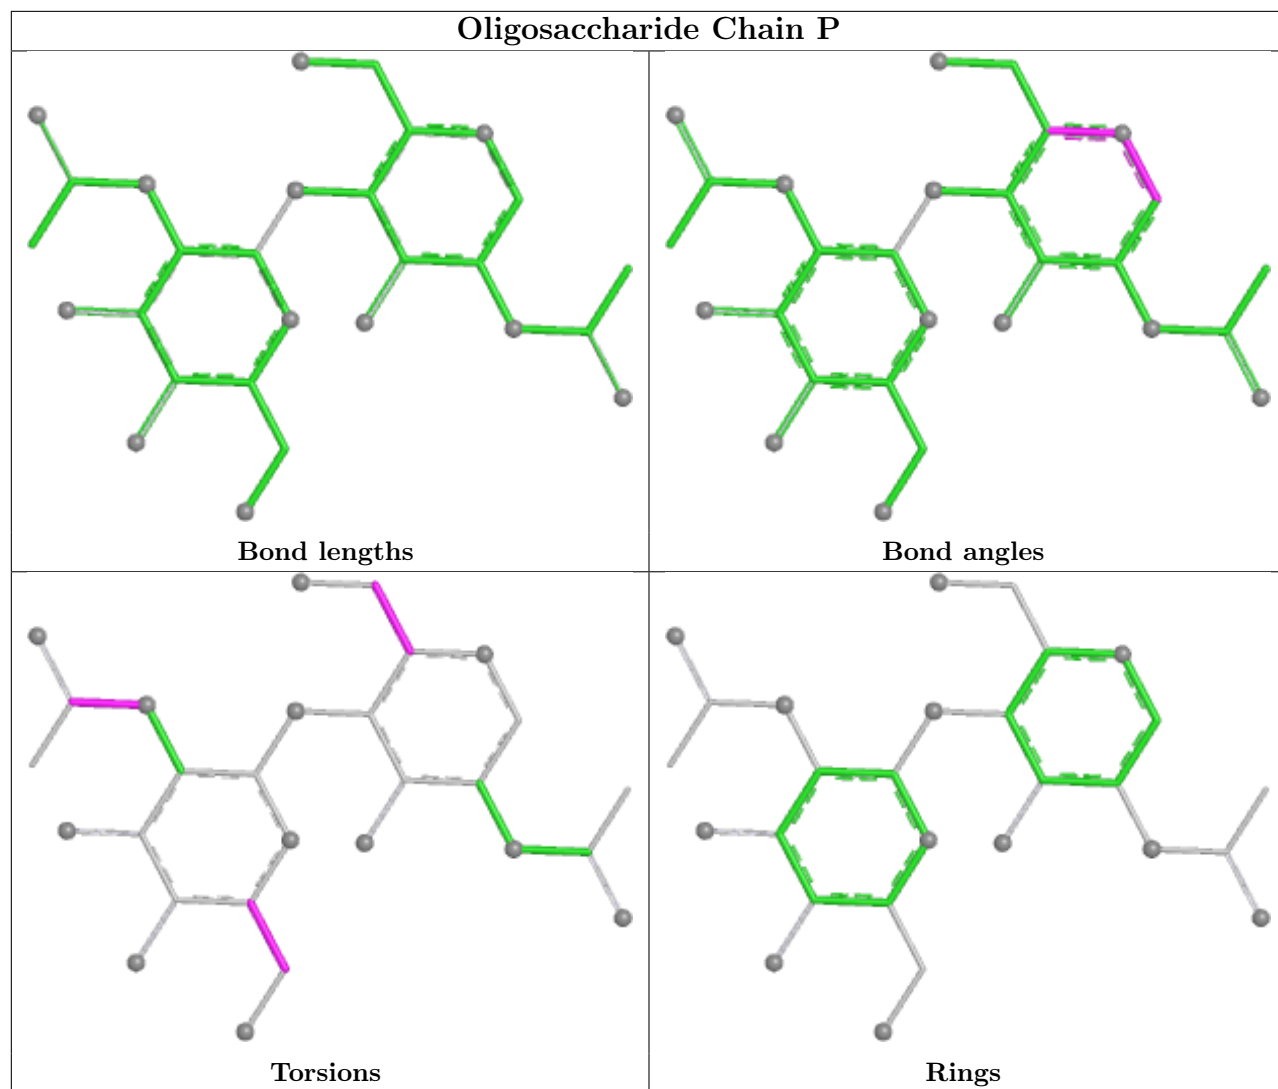 Oligosaccharide Chain P
Bond lengths
Bond angles
Torsions
Rings